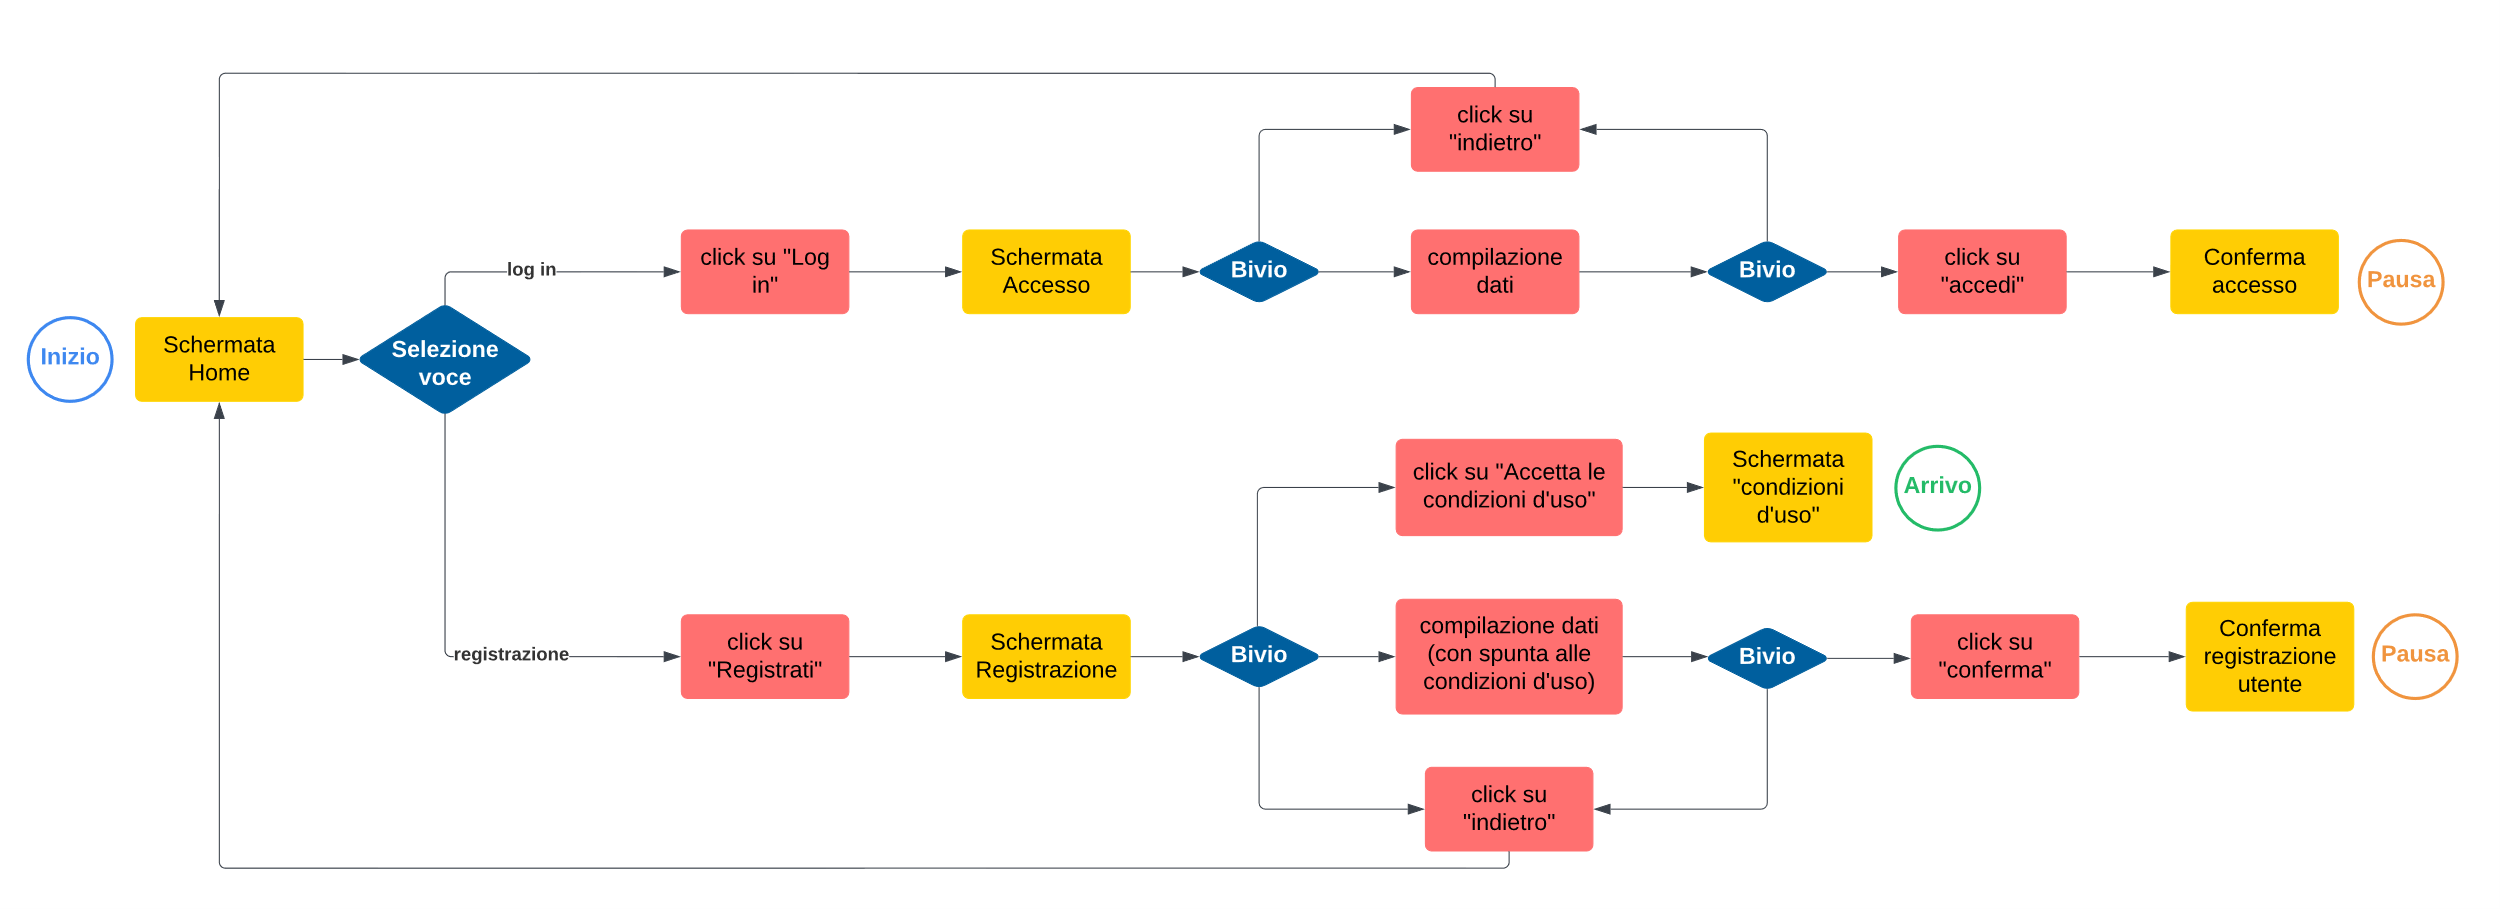 Inizio
Schermata
Home
Selezione
voce
log in
click su "Log
in"
Schermata
Accesso
Bivio
click su
"indietro"
compilazione
dati
Bivio
click su
"accedi"
Conferma
accesso
Pausa
registrazione
click su
"Registrati"
Schermata
Registrazione
Bivio
click su "Accetta le
condizioni d'uso"
Schermata
"condizioni
d'uso"
Arrivo
compilazione dati
(con spunta alle
condizioni d'uso)
Bivio
click su
"conferma"
Conferma
registrazione
utente
Pausa
click su
"indietro"